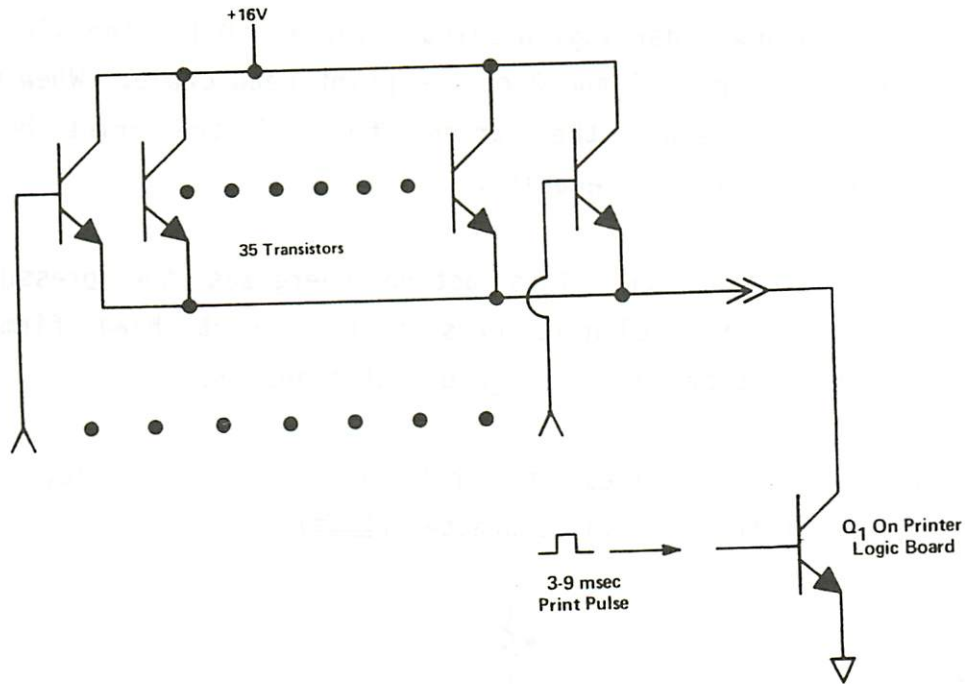 +16V
35 Transistors
Q1 On Printer
Logic Board
3-9 msec
Print Pulse